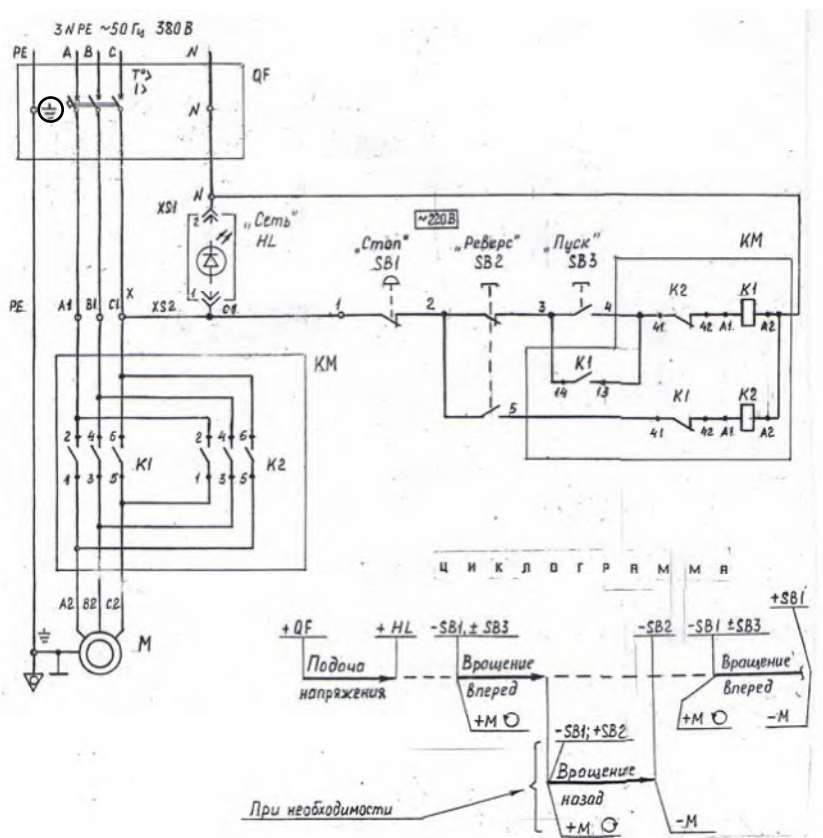 3 N PE ~50 Гц 380 В
PE A B C N
T°>
I>
QF
N
N
XS1
2
"Сеть"
HL
1
~220В
"Стоп"
SB1
"Реверс"
SB2
"Пуск"
SB3
KM
PE A1 B1 C1 X XS2 C1 1 2 3 4
K2
41 42 A1 K1 A2
K1
14 13
5
K1
41 42 A1 K2 A2
KM
2 4 6 K1 2 4 6 K2
1 3 5 1 3 5
A2 B2 C2
M
ЦИКЛОГРАММА
+SB1
+QF +HL -SB1, ± SB3 -SB2 -SB1 ±SB3
Подача
напряжения
Вращение
вперед
+M
Вращение
вперед
+M -M
-SB1; +SB2
Вращение
назад
+M -M
При необходимости